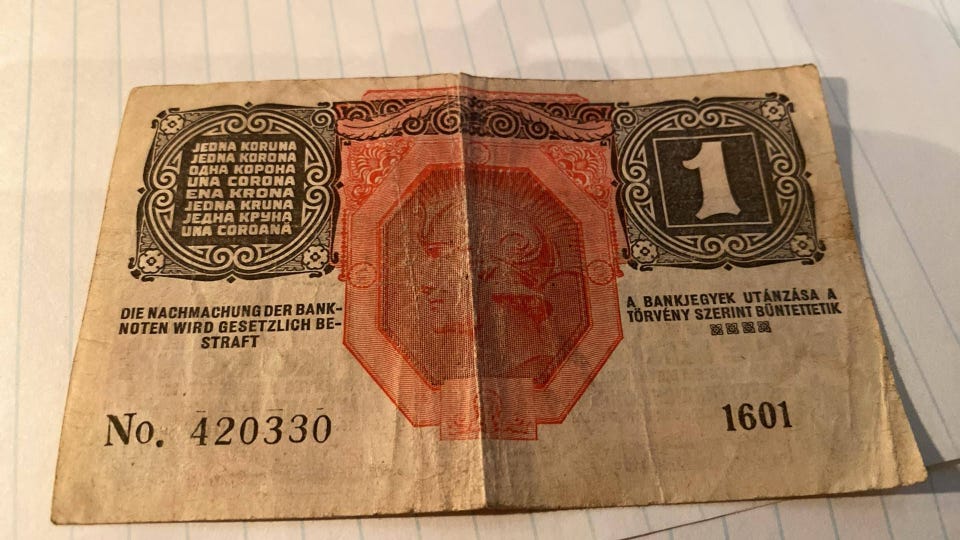 JEDNA KORUNA
JEDNA KORONA
ОДНА КОРОНА
UNA CORONA
ENA KRONA
JEDNA KRUNA
ЈЕДНА КРУНА
UNA COROANĂ
1
DIE NACHMACHUNG DER BANK-
NOTEN WIRD GESETZLICH BE-
STRAFT
A BANKJEGYEK UTÁNZÁSA A
TÖRVÉNY SZERINT BÜNTETTETIK
No. 420330
1601